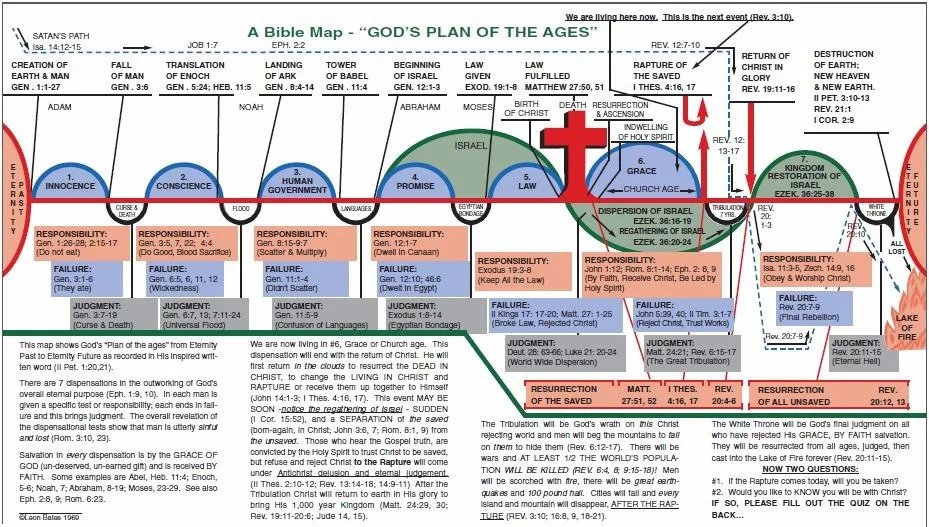 We are living here now. This is the next event (Rev. 3:10).
A Bible Map - "GOD'S PLAN OF THE AGES"
SATAN'S PATH
Isa. 14:12-15
JOB 1:7
EPH. 2:2
REV. 12:7-10
CREATION OF
EARTH & MAN
GEN . 1:1-27
FALL
OF MAN
GEN . 3:6
TRANSLATION
OF ENOCH
GEN . 5:24; HEB. 11:5
LANDING
OF ARK
GEN . 8:4-14
TOWER
OF BABEL
GEN . 11:4
BEGINNING
OF ISRAEL
GEN. 12:1-3
LAW
GIVEN
EXOD. 19:1-8
LAW
FULFILLED
MATTHEW 27:50, 51
RAPTURE OF
THE SAVED
I THES. 4:16, 17
RETURN OF
CHRIST IN
GLORY
REV. 19:11-16
DESTRUCTION
OF EARTH;
NEW HEAVEN
& NEW EARTH.
II PET. 3:10-13
REV. 21:1
I COR. 2:9
ADAM
NOAH
ABRAHAM
MOSES
BIRTH
OF CHRIST
DEATH
RESURRECTION
& ASCENSION
INDWELLING
OF HOLY SPIRIT
REV. 12:
13-17
ISRAEL
ETERNITY
PAST
1.
INNOCENCE
2.
CONSCIENCE
3.
HUMAN
GOVERNMENT
4.
PROMISE
5.
LAW
6.
GRACE
CHURCH AGE
7.
KINGDOM
RESTORATION OF
ISRAEL
EZEK. 36:25-38
ETERNITY
FUTURE
CURSE &
DEATH
FLOOD
LANGUAGES
EGYPTIAN
BONDAGE
DISPERSION OF ISRAEL
EZEK. 36:16-19
REGATHERING OF ISRAEL
EZEK. 36:20-24
TRIBULATION
7 YRS.
REV.
20:
1-3
WHITE
THRONE
REV.
20:10
ALL
LOST
LAKE
OF
FIRE
RESPONSIBILITY:
Gen. 1:26-28; 2:15-17
(Do not eat)
FAILURE:
Gen. 3:1-6
(They ate)
JUDGMENT:
Gen. 3:7-19
(Curse & Death)
RESPONSIBILITY:
Gen. 3:5, 7, 22; 4:4
(Do Good, Blood Sacrifice)
FAILURE:
Gen. 6:5, 6, 11, 12
(Wickedness)
JUDGMENT:
Gen. 6:7, 13; 7:11-24
(Universal Flood)
RESPONSIBILITY:
Gen. 8:15-9:7
(Scatter & Multiply)
FAILURE:
Gen. 11:1-4
(Didn't Scatter)
JUDGMENT:
Gen. 11:5-9
(Confusion of Languages)
RESPONSIBILITY:
Gen. 12:1-7
(Dwell in Canaan)
FAILURE:
Gen. 12:10; 46:6
(Dwelt in Egypt)
JUDGMENT:
Exodus 1:8-14
(Egyptian Bondage)
RESPONSIBILITY:
Exodus 19:3-8
(Keep All the Law)
FAILURE:
II Kings 17: 17-20; Matt. 27: 1-25
(Broke Law, Rejected Christ)
JUDGMENT:
Deut. 28: 63-66; Luke 21: 20-24
(World Wide Dispersion)
RESPONSIBILITY:
John 1:12; Rom. 8:1-14; Eph. 2: 8, 9
(By Faith, Receive Christ, Be Led by
Holy Spirit)
FAILURE:
John 5:39, 40; II Tim. 3:1-7
(Reject Christ, Trust Works)
JUDGMENT:
Matt. 24:21; Rev. 6:15-17
(The Great Tribulation)
RESPONSIBILITY:
Isa. 11:3-5, Zech. 14:9, 16
(Obey & Worship Christ)
FAILURE:
Rev. 20:7-9
(Final Rebellion)
Rev. 20:7-9
JUDGMENT:
Rev. 20:11-15
(Eternal Hell)
RESURRECTION
OF THE SAVED
MATT.
27:51, 52
I THES.
4:16, 17
REV.
20:4-6
RESURRECTION
OF ALL UNSAVED
REV.
20:12, 13
This map shows God's "Plan of the ages" from Eternity
Past to Eternity Future as recorded in His inspired writ-
ten word (II Pet. 1:20,21).
There are 7 dispensations in the outworking of God's
overall eternal purpose (Eph. 1:9, 10). In each man is
given a specific test or responsibility; each ends in fail-
ure and this brings judgment. The overall revelation of
the dispensational tests show that man is utterly sinful
and lost (Rom. 3:10, 23).
Salvation in every dispensation is by the GRACE OF
GOD (un-deserved, un-earned gift) and is received BY
FAITH. Some examples are Abel, Heb. 11:4; Enoch,
5-6; Noah, 7; Abraham, 8-19; Moses, 23-29. See also
Eph. 2:8, 9; Rom. 6:23.
©Leon Bates 1969
We are now living in #6, Grace or Church age. This
dispensation will end with the return of Christ. He will
first return in the clouds to resurrect the DEAD IN
CHRIST, to change the LIVING IN CHRIST and
RAPTURE or receive them up together to Himself
(John 14:1-3; I Thes. 4:16, 17). This event MAY BE
SOON -notice the regathering of Israel - SUDDEN
(I Cor. 15:52), and a SEPARATION of the saved
(born-again, in Christ; John 3:6, 7; Rom. 8:1, 9) from
the unsaved. Those who hear the Gospel truth, are
convicted by the Holy Spirit to trust Christ to be saved,
but refuse and reject Christ to the Rapture will come
under Antichrist delusion and eternal judgement,
(II Thes. 2:10-12; Rev. 13:14-18; 14:9-11) After the
Tribulation Christ will return to earth in His glory to
bring His 1,000 year Kingdom (Matt. 24:29, 30;
Rev. 19:11-20:6; Jude 14, 15).
The Tribulation will be God's wrath on this Christ
rejecting world and men will beg the mountains to fall
on them to hide them (Rev. 6:12-17). There will be
wars and AT LEAST 1/2 THE WORLD'S POPULA-
TION WILL BE KILLED (REV. 6:4, 8; 9:15-18)! Men
will be scorched with fire, there will be great earth-
quakes and 100 pound hail. Cities will fall and every
island and mountain will disappear, AFTER THE RAP-
TURE (REV. 3:10; 16:8, 9, 18-21).
The White Throne will be God's final judgment on all
who have rejected His GRACE, BY FAITH salvation.
They will be resurrected from all ages, judged, then
cast into the Lake of Fire forever (Rev. 20:11-15).
NOW TWO QUESTIONS:
#1. If the Rapture comes today, will you be taken?
#2. Would you like to KNOW you will be with Christ?
IF SO, PLEASE FILL OUT THE QUIZ ON THE
BACK...